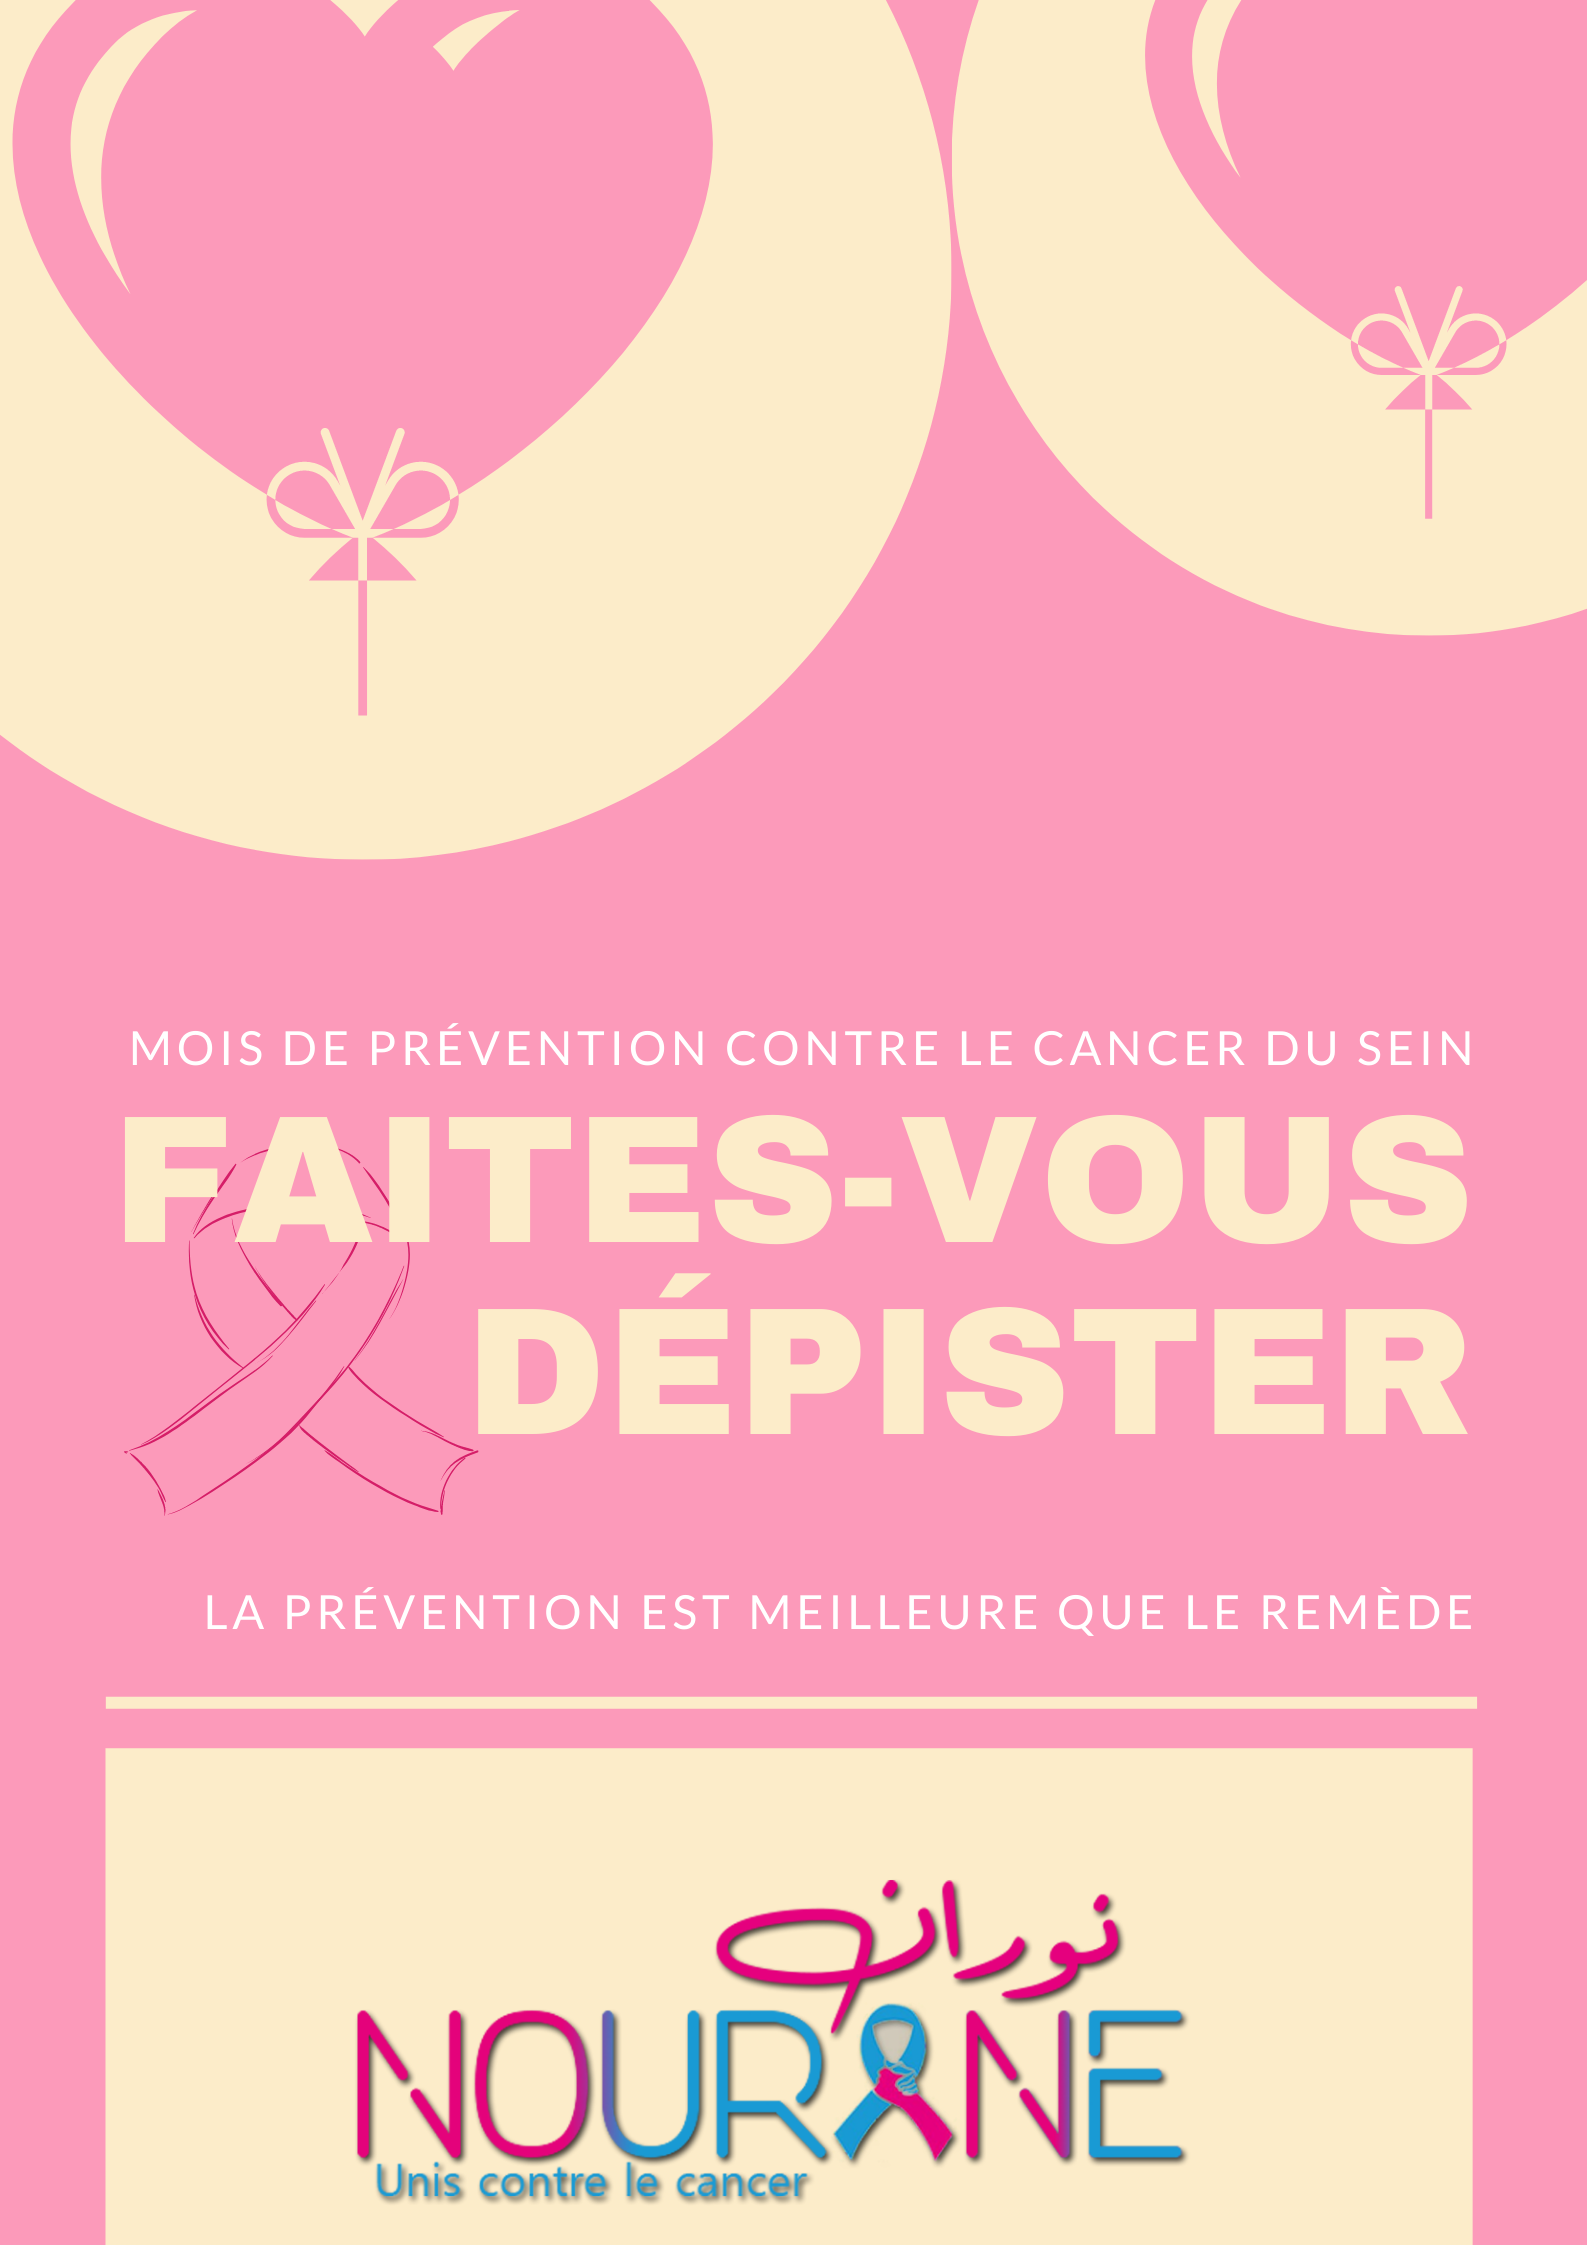 MOIS DE PRÉVENTION CONTRE LE CANCER DU SEIN
FAITES-VOUS
DÉPISTER
LA PRÉVENTION EST MEILLEURE QUE LE REMÈDE
نوران
NOURANE
Unis contre le cancer